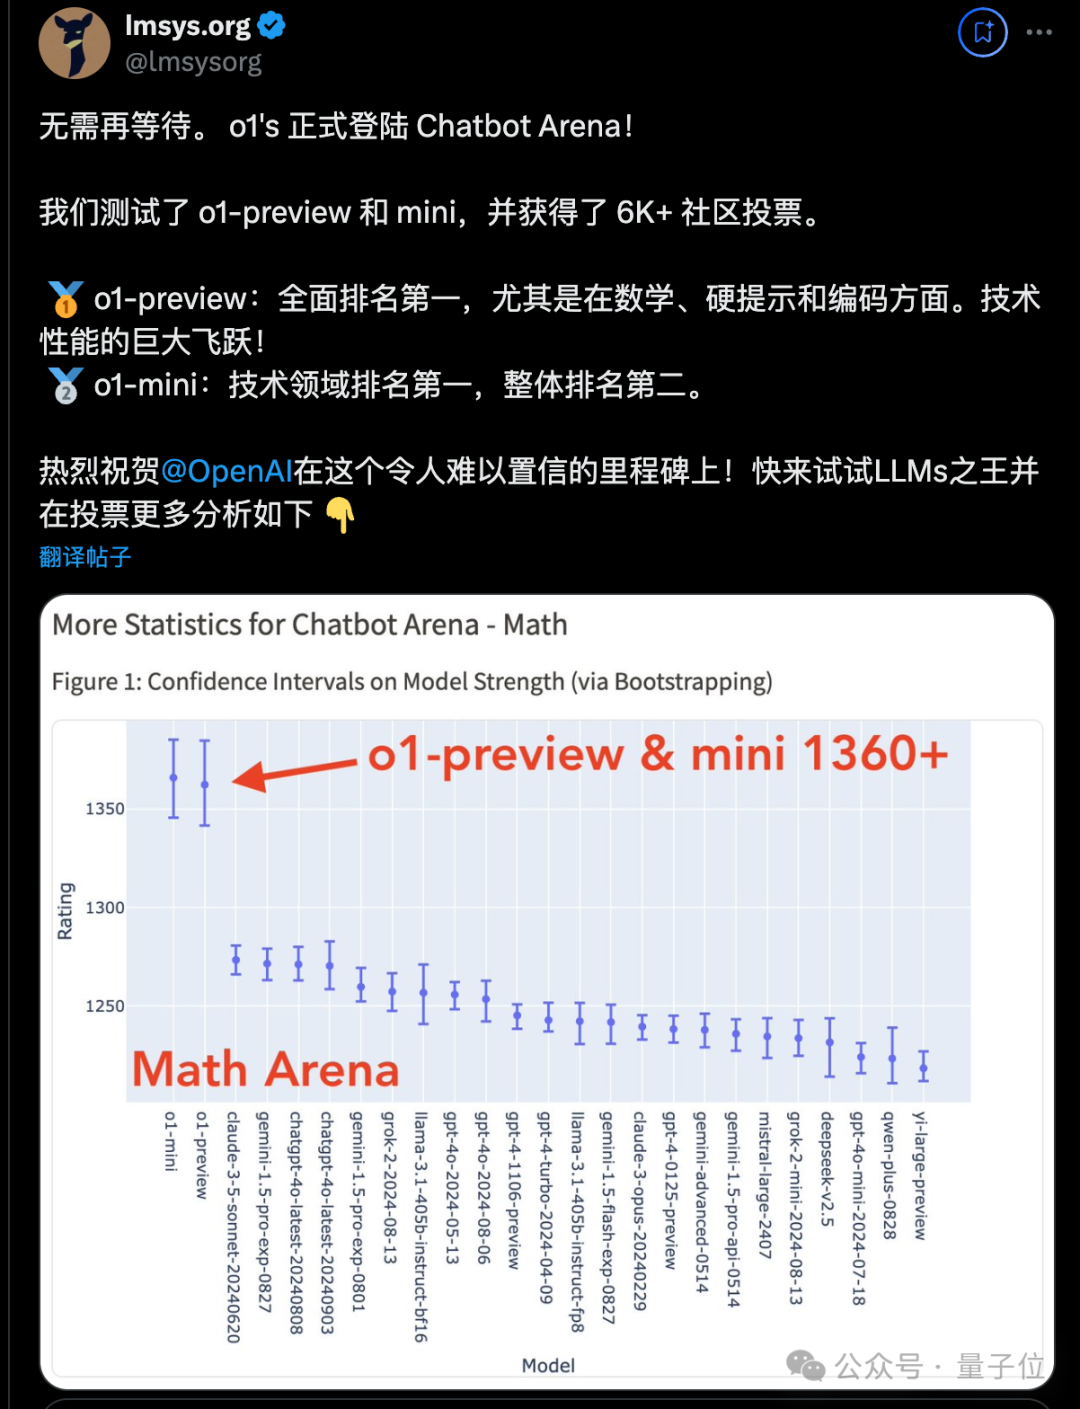 lmsys.org
@lmsysorg
无需再等待。 o1's 正式登陆 Chatbot Arena！
我们测试了 o1-preview 和 mini，并获得了 6K+ 社区投票。
🥇 o1-preview：全面排名第一，尤其是在数学、硬提示和编码方面。技术
性能的巨大飞跃！
🥈 o1-mini：技术领域排名第一，整体排名第二。
热烈祝贺@OpenAI在这个令人难以置信的里程碑上！快来试试LLMs之王并
在投票更多分析如下 👇
翻译帖子
More Statistics for Chatbot Arena - Math
Figure 1: Confidence Intervals on Model Strength (via Bootstrapping)
o1-preview & mini 1360+
1350
1300
1250
Rating
Math Arena
o1-mini
o1-preview
claude-3-5-sonnet-20240620
gemini-1.5-pro-exp-0827
chatgpt-4o-latest-20240808
chatgpt-4o-latest-20240903
gemini-1.5-pro-exp-0801
grok-2-2024-08-13
llama-3.1-405b-instruct-bf16
gpt-4o-2024-05-13
gpt-4o-2024-08-06
gpt-4-1106-preview
gpt-4-turbo-2024-04-09
llama-3.1-405b-instruct-fp8
gemini-1.5-flash-exp-0827
claude-3-opus-20240229
gpt-4-0125-preview
gemini-advanced-0514
gemini-1.5-pro-api-0514
mistral-large-2407
grok-2-mini-2024-08-13
deepseek-v2.5
gpt-4o-mini-2024-07-18
qwen-plus-0828
yi-large-preview
Model
公众号 · 量子位